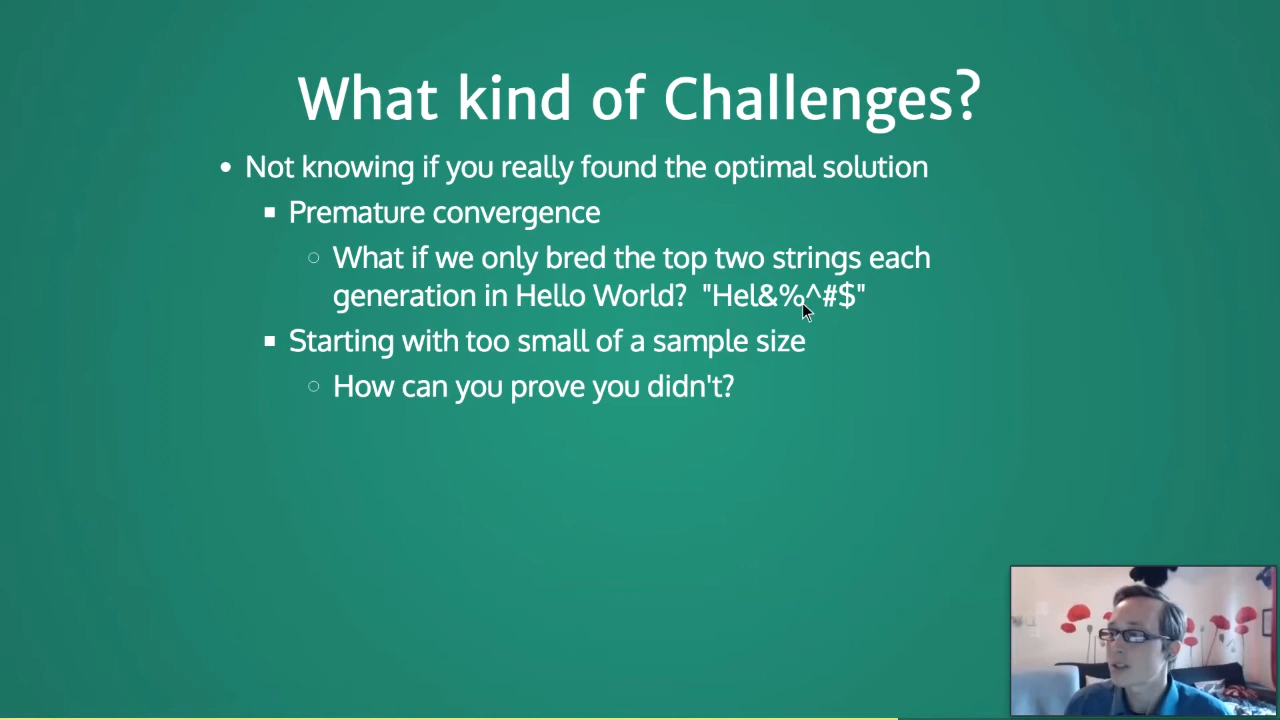 What kind of Challenges?
Not knowing if you really found the optimal solution
Premature convergence
What if we only bred the top two strings each
generation in Hello World?  "Hel&%^#$"
Starting with too small of a sample size
How can you prove you didn't?